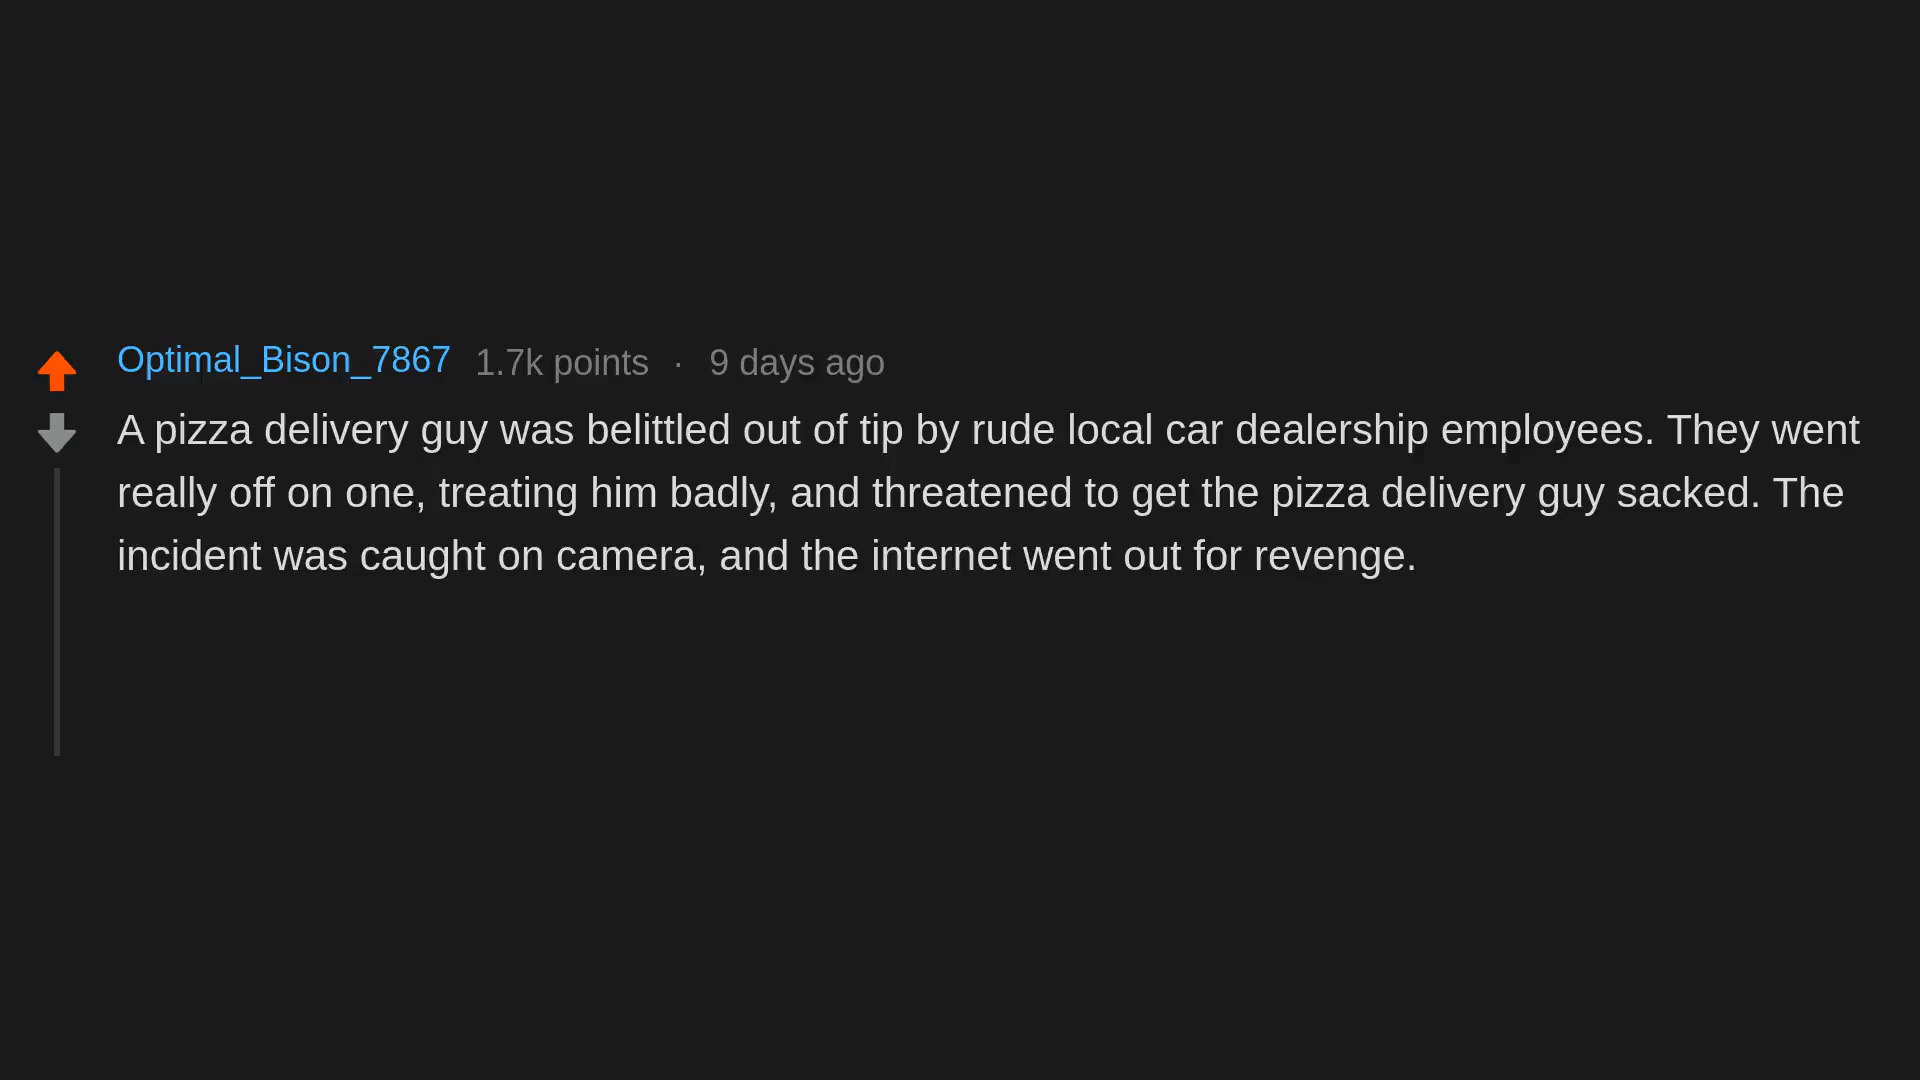 Optimal_Bison_7867 1.7k points · 9 days ago
A pizza delivery guy was belittled out of tip by rude local car dealership employees. They went
really off on one, treating him badly, and threatened to get the pizza delivery guy sacked. The
incident was caught on camera, and the internet went out for revenge.